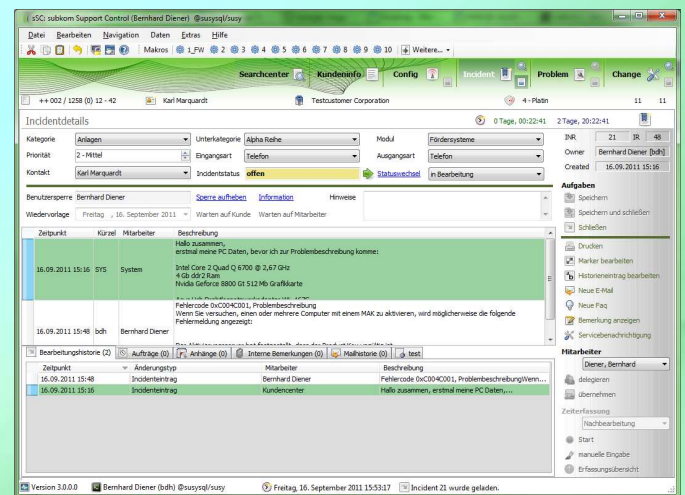 sSC: subkom Support Control (Bernhard Diener) @susysql/susy
Datei Bearbeiten Navigation Daten Extras Hilfe
Makros 1_FW 2 3 4 5 6 7 8 9 10 Weitere...
Searchcenter Kundeninfo Config Incident Problem Change
++ 002 / 1258 (0) 12 - 42 Karl Marquardt Testcustomer Corporation 4 - Platin 11 11
Incidentdetails 0 Tage, 00:22:41 2 Tage, 20:22:41
Kategorie Anlagen Unterkategorie Alpha Reihe Modul Fördersysteme
Priorität 2 - Mittel Eingangsart Telefon Ausgangsart Telefon
Kontakt Karl Marquardt Incidentstatus offen Statuswechsel in Bearbeitung
INR 21 IR 48
Owner Bernhard Diener [bdh]
Created 16.09.2011 15:16
Benutzersperre Bernhard Diener Sperre aufheben Information Hinweise
Wiedervorlage Freitag , 16. September 2011 Warten auf Kunde Warten auf Mitarbeiter
Zeitpunkt Kürzel Mitarbeiter Beschreibung
Hallo zusammen,
erstmal meine PC Daten, bevor ich zur Problembeschreibung komme:
16.09.2011 15:16 SYS System
Intel Core 2 Quad Q 6700 @ 2,67 GHz
4 Gb ddr2 Ram
Nvidia Geforce 8800 Gt 512 Mb Grafikkarte
Fehlercode 0xC004C001, Problembeschreibung
Wenn Sie versuchen, einen oder mehrere Computer mit einem MAK zu aktivieren, wird möglicherweise die folgende
Fehlermeldung angezeigt:
16.09.2011 15:48 bdh Bernhard Diener
Bearbeitungshistorie (2) Aufträge (0) Anhänge (0) Interne Bemerkungen (0) Mailhistorie (0) test
Zeitpunkt Änderungstyp Mitarbeiter Beschreibung
16.09.2011 15:48 Incidenteintrag Bernhard Diener Fehlercode 0xC004C001, ProblembeschreibungWenn...
16.09.2011 15:16 Incidenteintrag Kundencenter Hallo zusammen, erstmal meine PC Daten,...
Aufgaben
Speichern
Speichern und schließen
Schließen
Drucken
Marker bearbeiten
Historieneintrag bearbeiten
Neue E-Mail
Neue Faq
Bemerkung anzeigen
Servicebenachrichtigung
Mitarbeiter
Diener, Bernhard
delegieren
übernehmen
Zeiterfassung
Nachbearbeitung
Start
manuelle Eingabe
Erfassungsübersicht
Version 3.0.0.0 Bernhard Diener (bdh) @susysql/susy Freitag, 16. September 2011 15:53:17 Incident 21 wurde geladen.